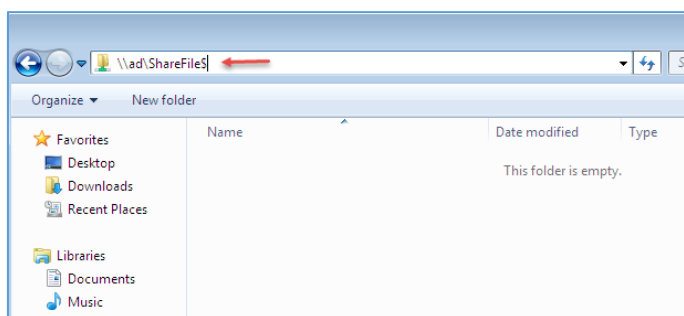 \\ad\ShareFile$
S
Organize
New folder
Favorites
Desktop
Downloads
Recent Places
Libraries
Documents
Music
Name
Date modified
Type
This folder is empty.